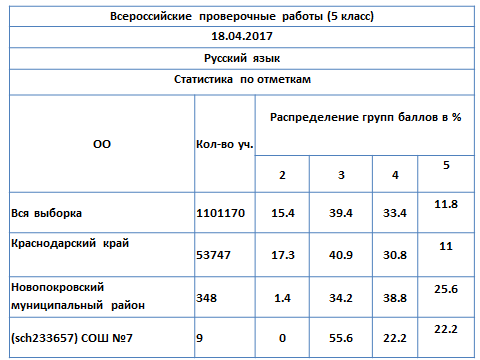 Всероссийские проверочные работы (5 класс)
18.04.2017
Русский язык
Статистика по отметкам
ОО Кол-во уч. Распределение групп баллов в %
2 3 4 5
Вся выборка 1101170 15.4 39.4 33.4 11.8
Краснодарский край 53747 17.3 40.9 30.8 11
Новопокровский
муниципальный район 348 1.4 34.2 38.8 25.6
(sch233657) СОШ №7 9 0 55.6 22.2 22.2